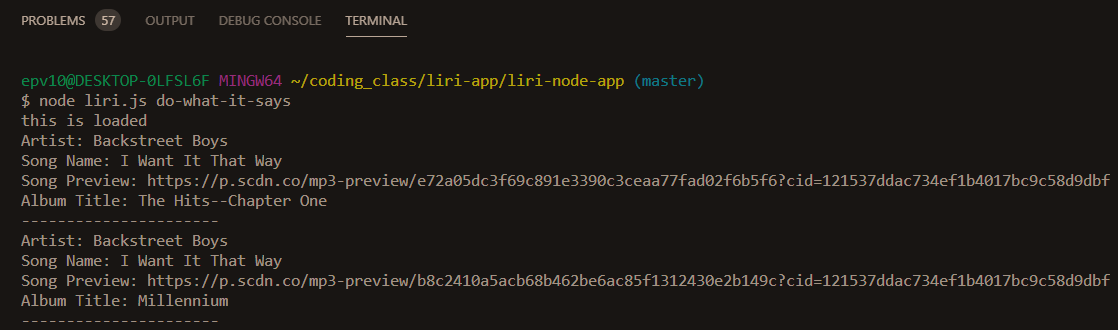 PROBLEMS 57 OUTPUT DEBUG CONSOLE TERMINAL
epv10@DESKTOP-0LFSL6F MINGW64 ~/coding_class/liri-app/liri-node-app (master)
$ node liri.js do-what-it-says
this is loaded
Artist: Backstreet Boys
Song Name: I Want It That Way
Song Preview: https://p.scdn.co/mp3-preview/e72a05dc3f69c891e3390c3ceaa77fad02f6b5f6?cid=121537ddac734ef1b4017bc9c58d9dbf
Album Title: The Hits--Chapter One
----------------------
Artist: Backstreet Boys
Song Name: I Want It That Way
Song Preview: https://p.scdn.co/mp3-preview/b8c2410a5acb68b462be6ac85f1312430e2b149c?cid=121537ddac734ef1b4017bc9c58d9dbf
Album Title: Millennium
----------------------